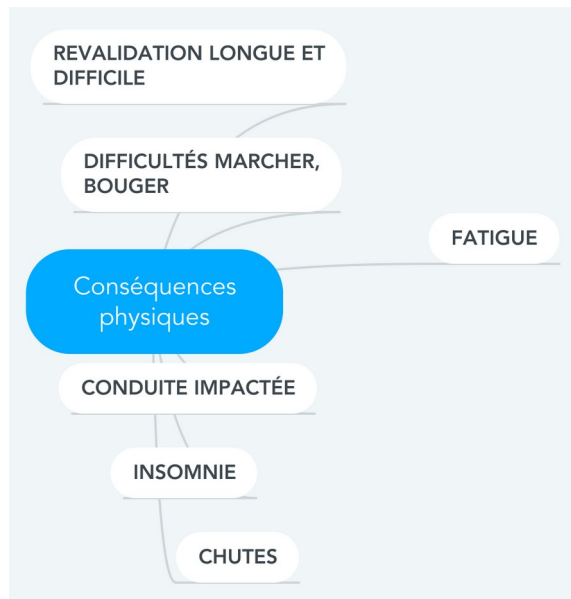 REVALIDATION LONGUE ET
DIFFICILE
DIFFICULTÉS MARCHER,
BOUGER
FATIGUE
Conséquences
physiques
CONDUITE IMPACTÉE
INSOMNIE
CHUTES